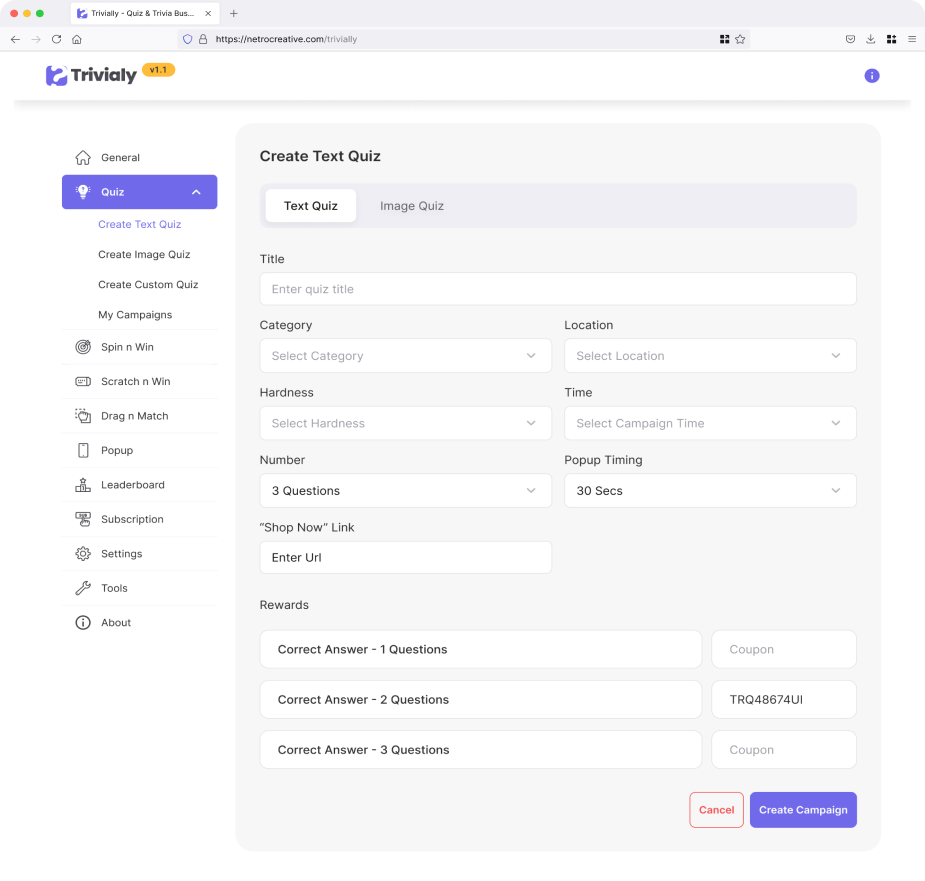 Trivially - Quiz & Trivia Bus...
https://netrocreative.com/trivially
Trivialy v1.1
General
Quiz
Create Text Quiz
Create Image Quiz
Create Custom Quiz
My Campaigns
Spin n Win
Scratch n Win
Drag n Match
Popup
Leaderboard
Subscription
Settings
Tools
About
Create Text Quiz
Text Quiz Image Quiz
Title
Enter quiz title
Category Location
Select Category Select Location
Hardness Time
Select Hardness Select Campaign Time
Number Popup Timing
3 Questions 30 Secs
“Shop Now” Link
Enter Url
Rewards
Correct Answer - 1 Questions Coupon
Correct Answer - 2 Questions TRQ48674UI
Correct Answer - 3 Questions Coupon
Cancel Create Campaign